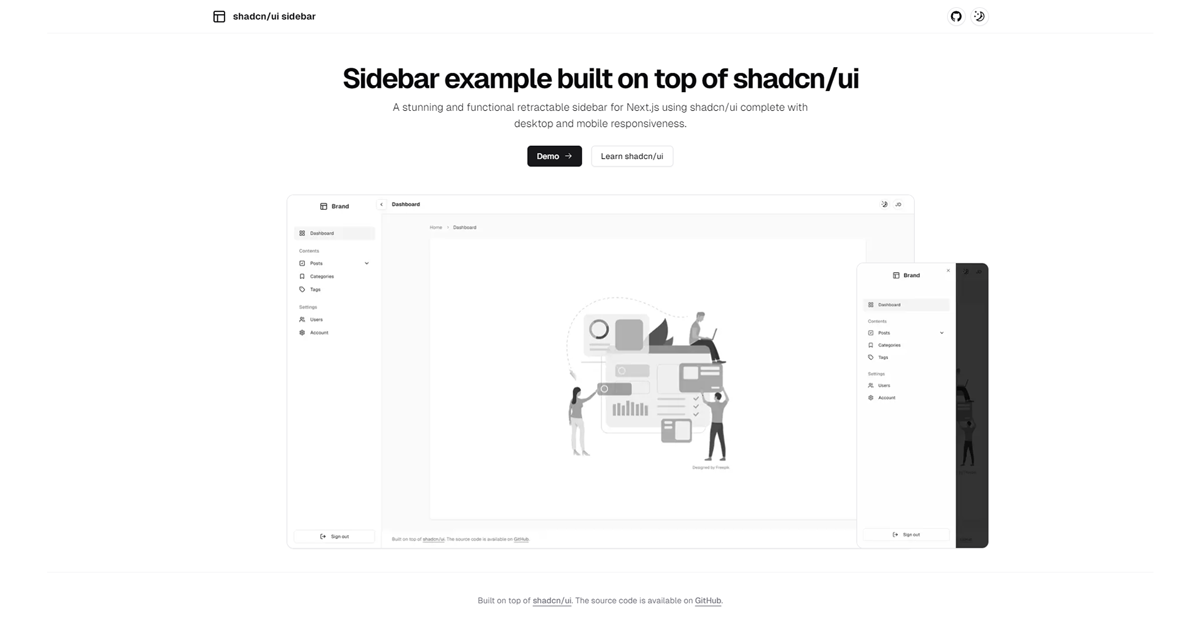 shadcn/ui sidebar
Sidebar example built on top of shadcn/ui
A stunning and functional retractable sidebar for Next.js using shadcn/ui complete with
desktop and mobile responsiveness.
Demo →
Learn shadcn/ui
Brand
Dashboard
Contents
Posts
Categories
Tags
Settings
Users
Account
Sign out
Dashboard
JD
Home > Dashboard
Designed by Freepik
Built on top of shadcn/ui. The source code is available on GitHub.
Brand
Dashboard
Contents
Posts
Categories
Tags
Settings
Users
Account
Sign out
Built on top of shadcn/ui. The source code is available on GitHub.